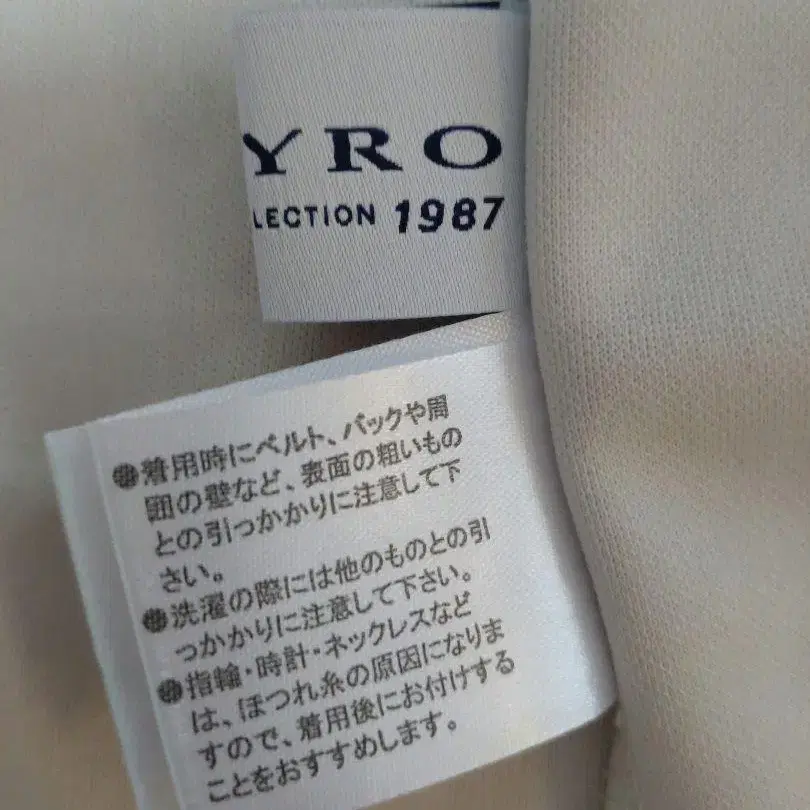 YRO
LECTION 1987
着用時にベルト、バックや周
囲の壁など、表面の粗いもの
との引っかかりに注意して下
さい。
洗濯の際には他のものとの引
っかかりに注意して下さい。
指輪・時計・ネックレスなど
は、ほつれ糸の原因になりま
すので、着用後にお付けする
ことをおすすめします。